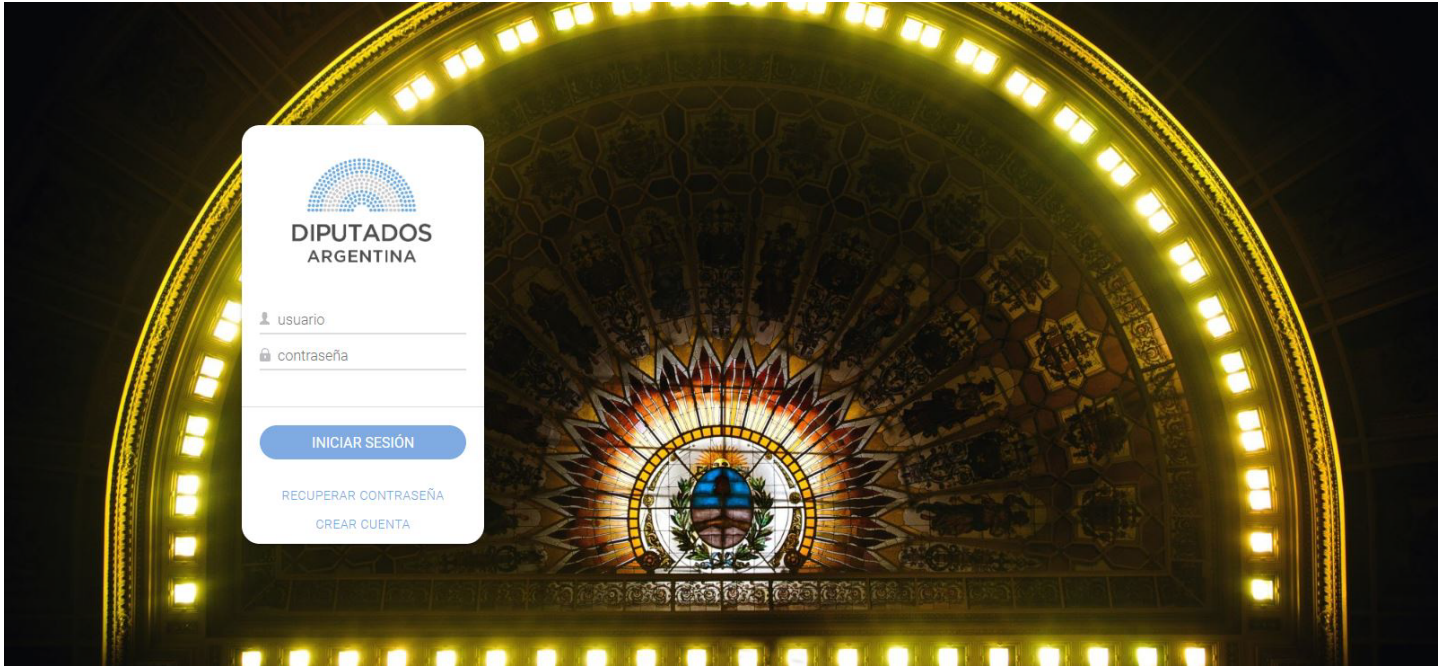 DIPUTADOS
ARGENTINA
usuario
contraseña
INICIAR SESIÓN
RECUPERAR CONTRASEÑA
CREAR CUENTA